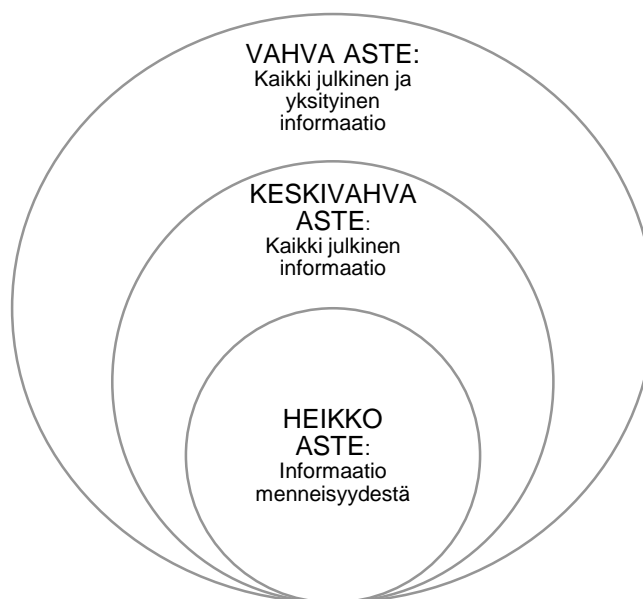 VAHVA ASTE:
Kaikki julkinen ja
yksityinen
informaatio
KESKIVAHVA
ASTE:
Kaikki julkinen
informaatio
HEIKKO
ASTE:
Informaatio
menneisyydestä